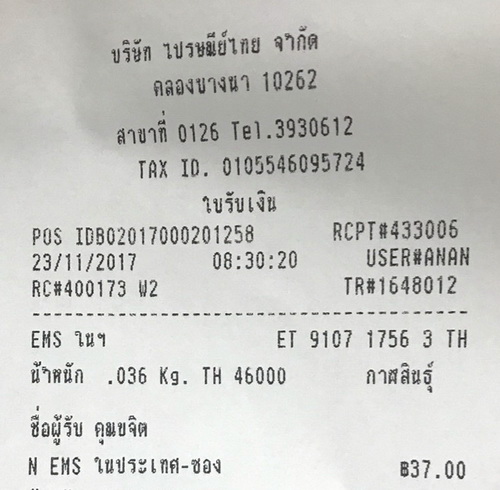 บริษัท ไปรษณีย์ไทย จำกัด
คลองบางนา 10262
สาขาที่ 0126 Tel.3930612
TAX ID. 0105546095724
ใบรับเงิน
POS IDB02017000201258 RCPT#433006
23/11/2017 08:30:20 USER#ANAN
RC#400173 W2 TR#1648012
EMS ในฯ ET 9107 1756 3 TH
น้ำหนัก .036 Kg. TH 46000 กาฬสินธุ์
ชื่อผู้รับ คุมขจิต
N EMS ในประเทศ-ซอง ฿37.00